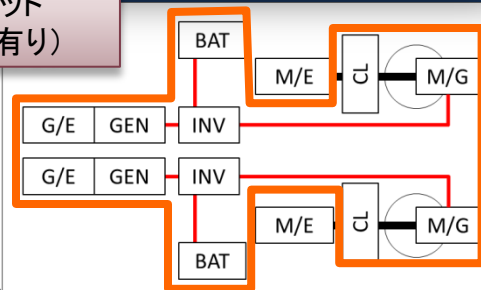 ット
有り)
BAT
M/E
CL
M/G
G/E GEN INV
G/E GEN INV
M/E
CL
M/G
BAT